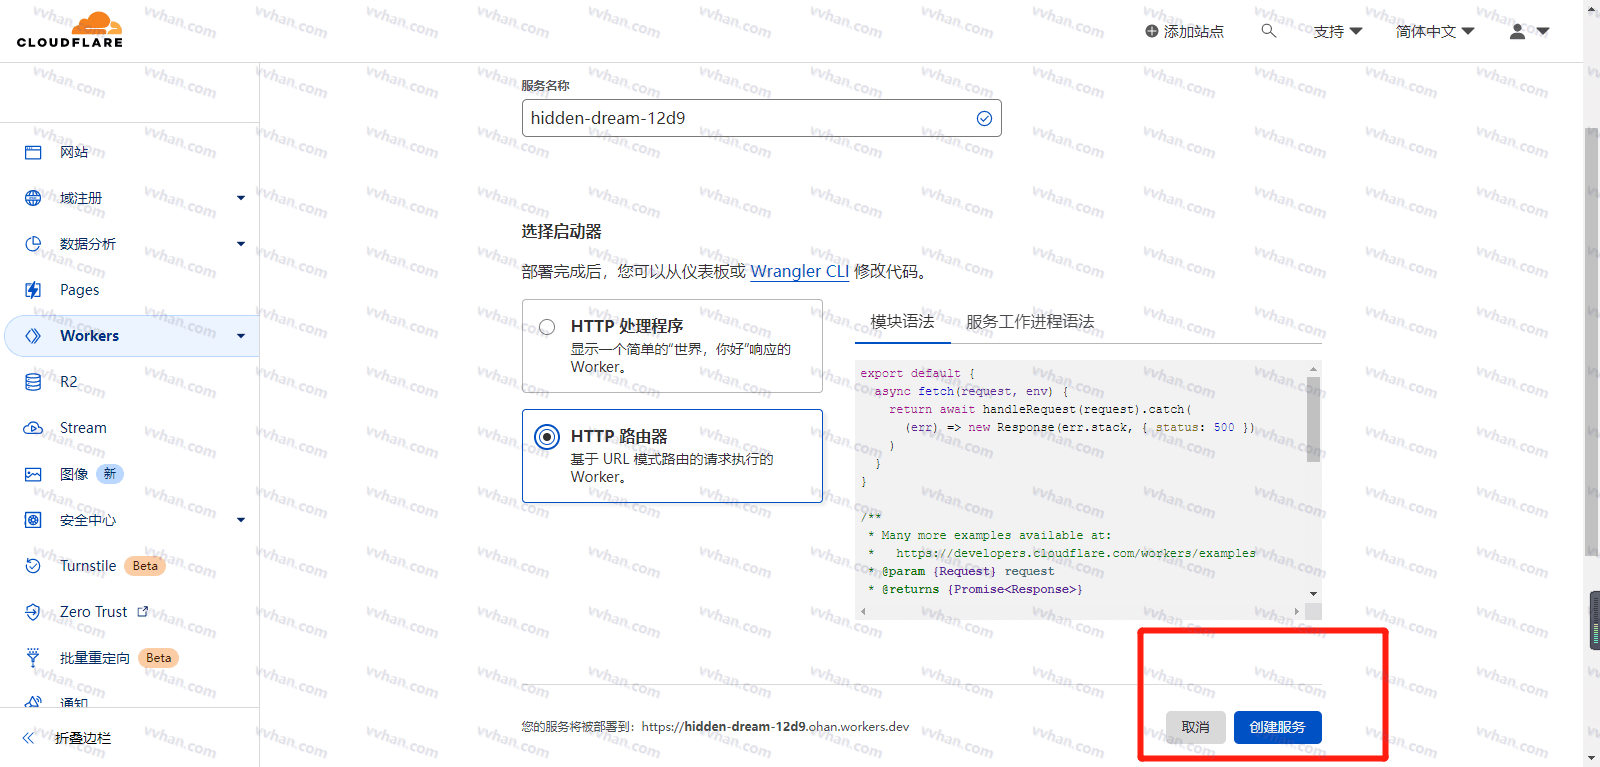 CLOUDFLARE
添加站点
支持
简体中文
网站
域注册
数据分析
Pages
Workers
R2
Stream
图像 新
安全中心
Turnstile Beta
Zero Trust
批量重定向 Beta
通知
折叠边栏
服务名称
hidden-dream-12d9
选择启动器
部署完成后，您可以从仪表板或 Wrangler CLI 修改代码。
HTTP 处理程序
显示一个简单的“世界，你好”响应的
Worker。
HTTP 路由器
基于 URL 模式路由的请求执行的
Worker。
模块语法
服务工作进程语法
export default {
  async fetch(request, env) {
    return await handleRequest(request).catch(
      (err) => new Response(err.stack, { status: 500 })
    )
  }
}
/**
 * Many more examples available at:
 *   https://developers.cloudflare.com/workers/examples
 * @param {Request} request
 * @returns {Promise<Response>}
您的服务将被部署到：https://hidden-dream-12d9.ohan.workers.dev
取消
创建服务
vvhan.com